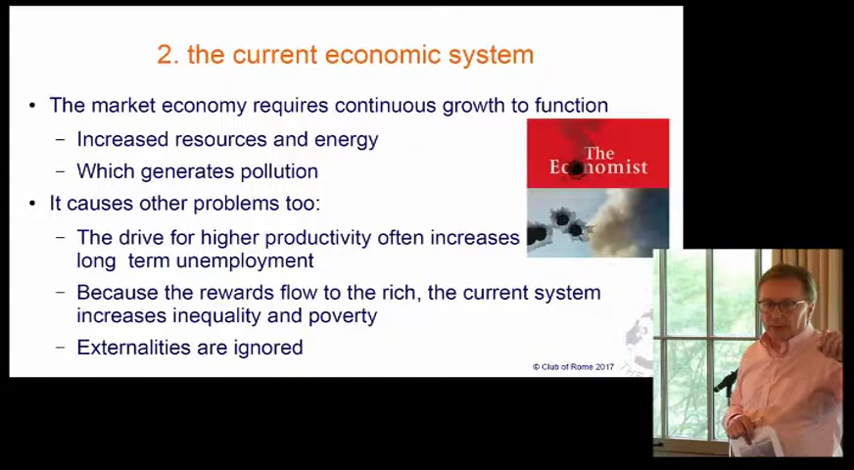 2. the current economic system
• The market economy requires continuous growth to function
– Increased resources and energy
– Which generates pollution
• It causes other problems too:
– The drive for higher productivity often increases
long term unemployment
– Because the rewards flow to the rich, the current system
increases inequality and poverty
– Externalities are ignored
The
Economist
© Club of Rome 2017